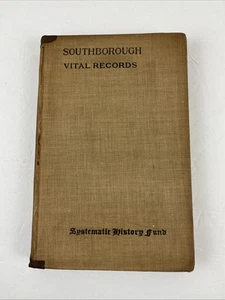 SOUTHBOROUGH
VITAL RECORDS
Systematic History Fund